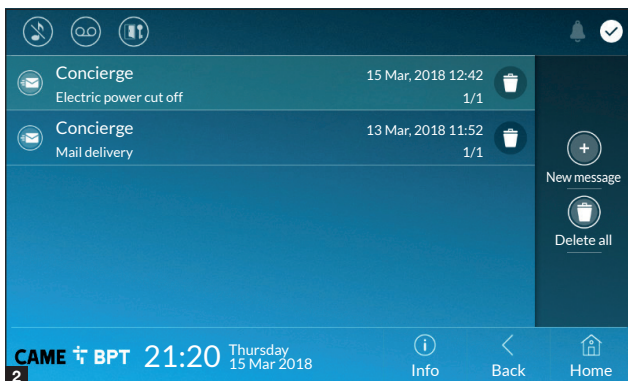 Concierge 15 Mar, 2018 12:42
Electric power cut off 1/1
Concierge 13 Mar, 2018 11:52
Mail delivery 1/1
New message
Delete all
CAME BPT 21:20 Thursday
15 Mar 2018
Info Back Home
2